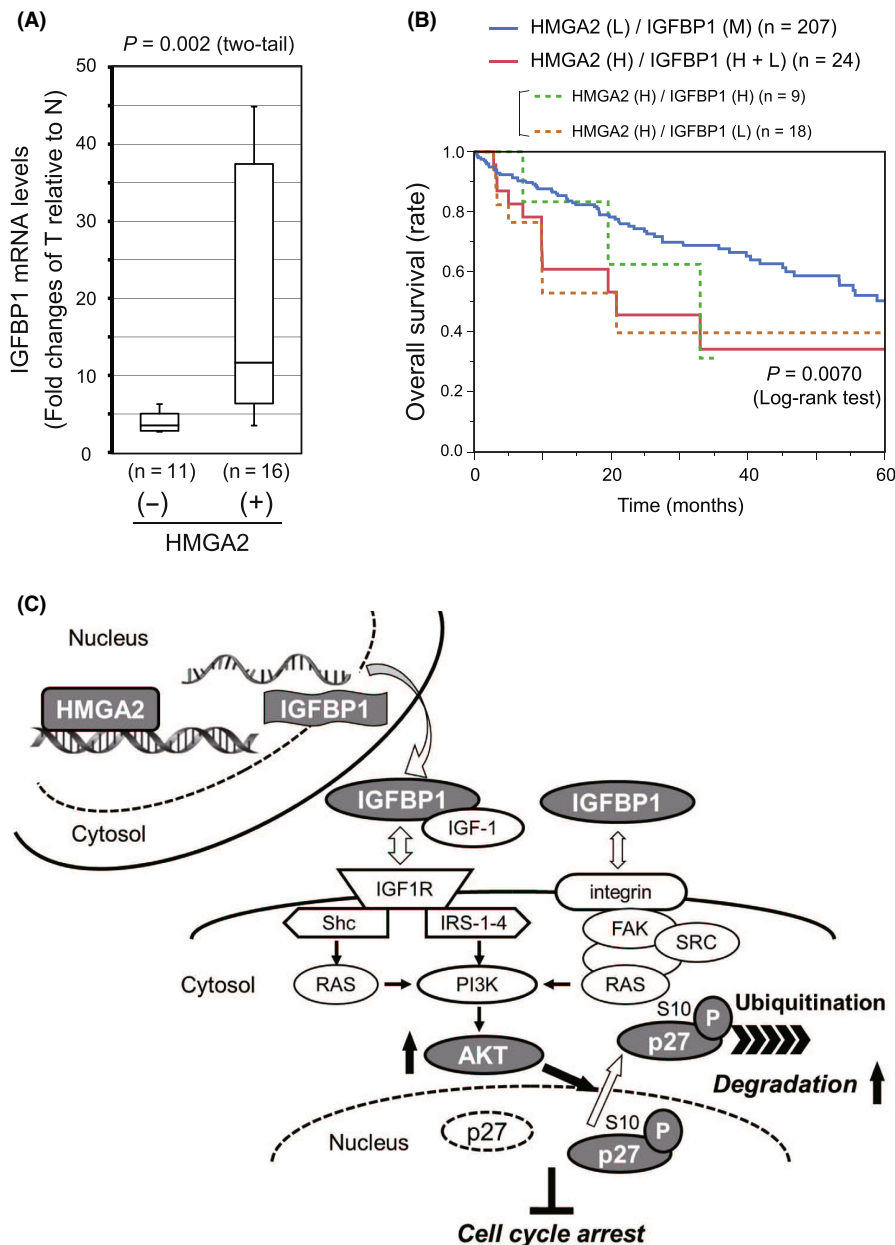 (A)
P = 0.002 (two-tail)
IGFBP1 mRNA levels
(Fold changes of T relative to N)
50
40
30
20
10
0
(n = 11) (n = 16)
(−) (+)
HMGA2
(B)
HMGA2 (L) / IGFBP1 (M) (n = 207)
HMGA2 (H) / IGFBP1 (H + L) (n = 24)
HMGA2 (H) / IGFBP1 (H) (n = 9)
HMGA2 (H) / IGFBP1 (L) (n = 18)
Overall survival (rate)
1.0
0.8
0.6
0.4
0.2
0.0
P = 0.0070
(Log-rank test)
0 20 40 60
Time (months)
(C)
Nucleus
HMGA2
IGFBP1
Cytosol
IGFBP1
IGF-1
IGFBP1
IGF1R
integrin
Shc
IRS-1-4
FAK
SRC
Cytosol
RAS
PI3K
RAS
AKT
S10
P
p27
Ubiquitination
Degradation
Nucleus
p27
S10
P
p27
Cell cycle arrest